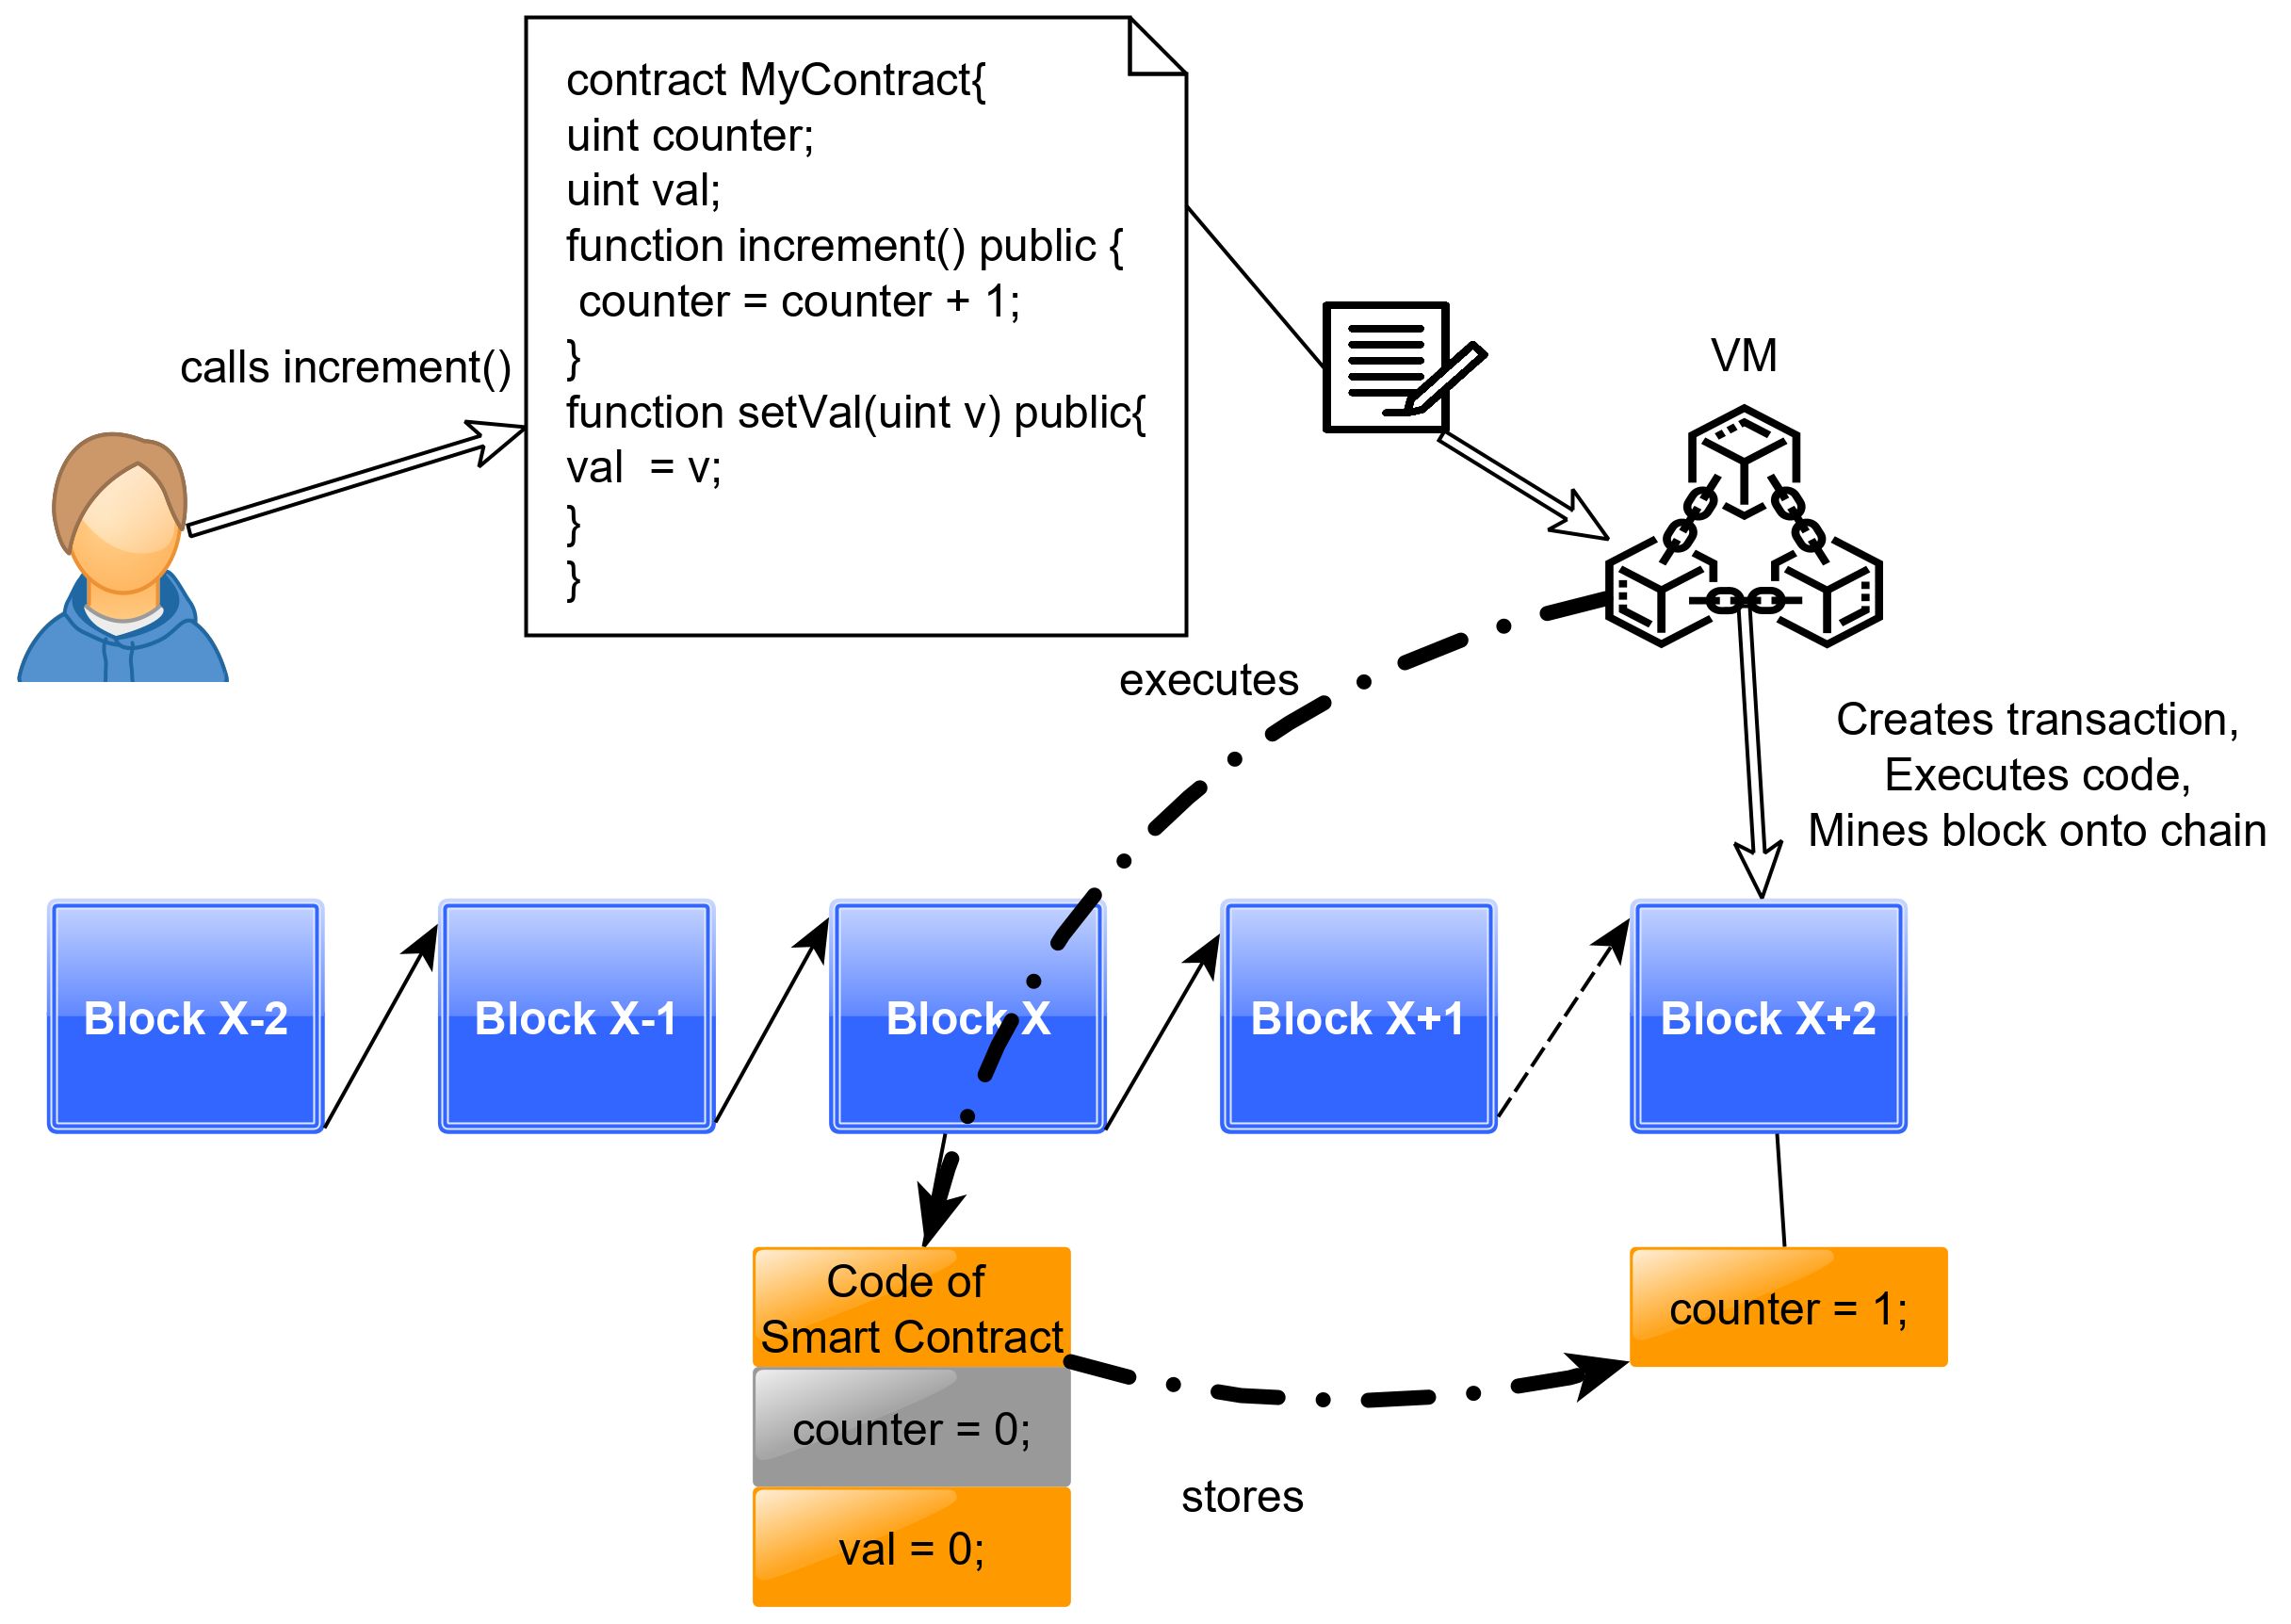 contract MyContract{
uint counter;
uint val;
function increment() public {
counter = counter + 1;
}
function setVal(uint v) public{
val  = v;
}
}
calls increment()
VM
executes
Creates transaction,
Executes code,
Mines block onto chain
Block X-2
Block X-1
Block X
Block X+1
Block X+2
Code of
Smart Contract
counter = 0;
val = 0;
counter = 1;
stores